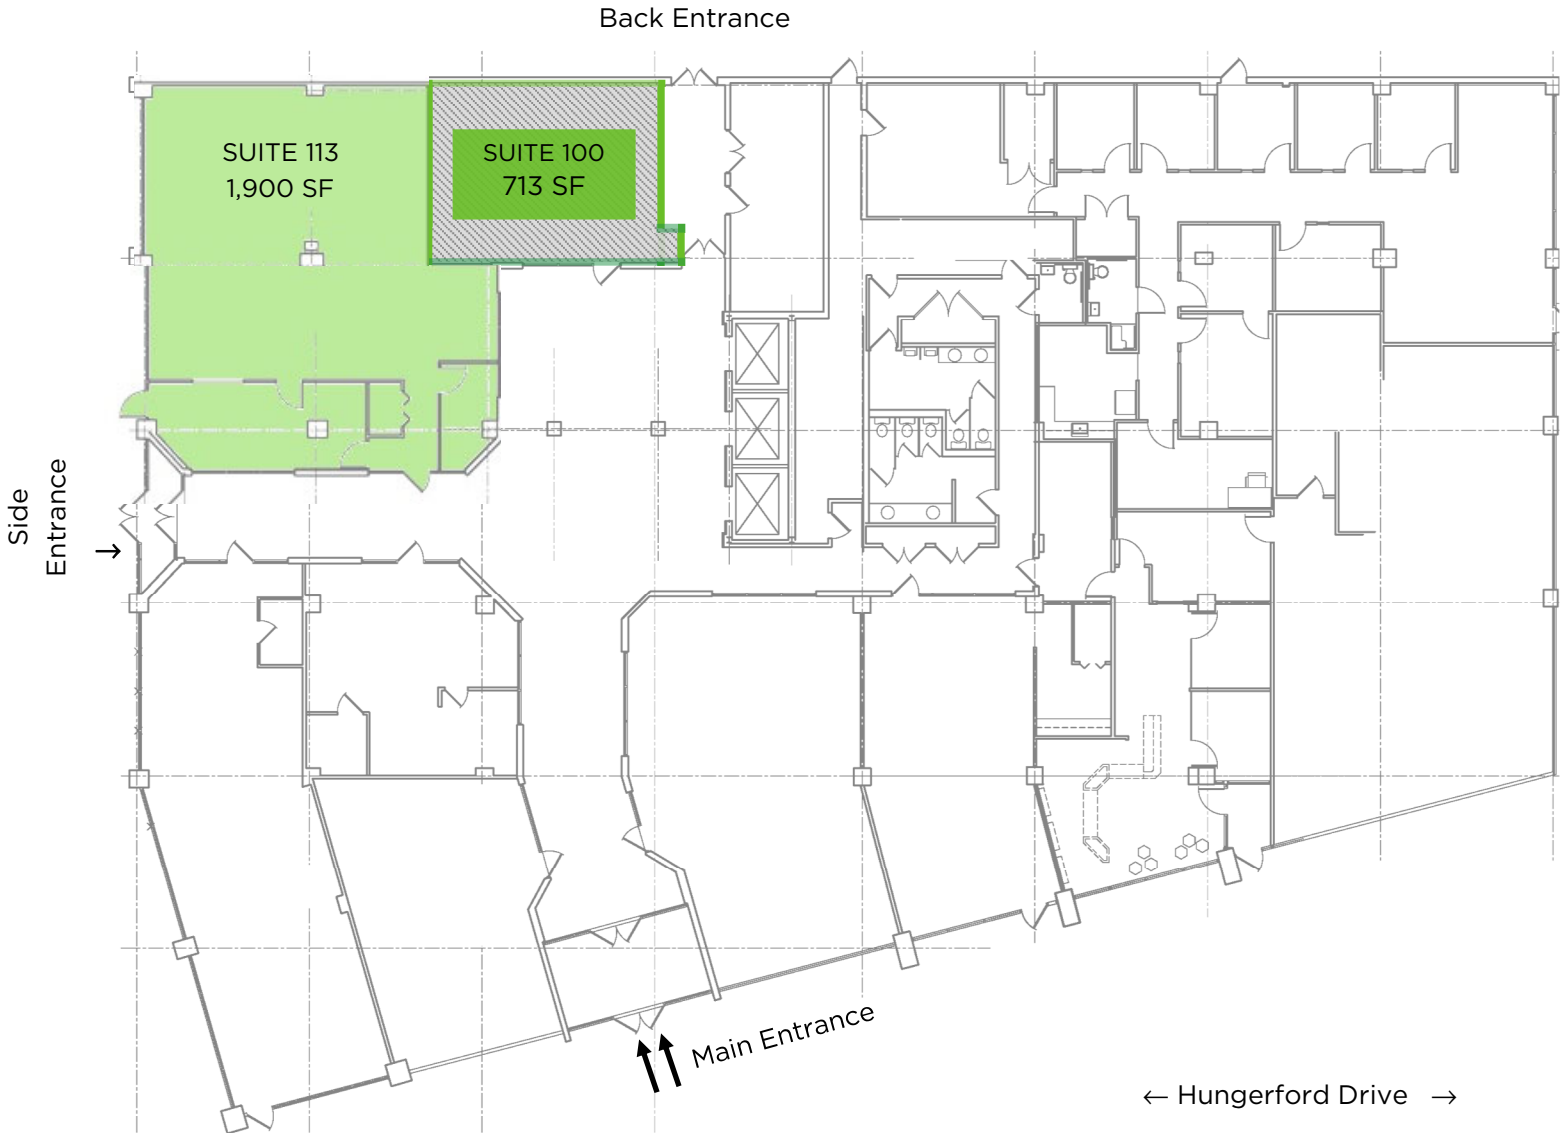 Back Entrance
SUITE 113
1,900 SF
SUITE 100
713 SF
Side
Entrance
→
Main Entrance
← Hungerford Drive →